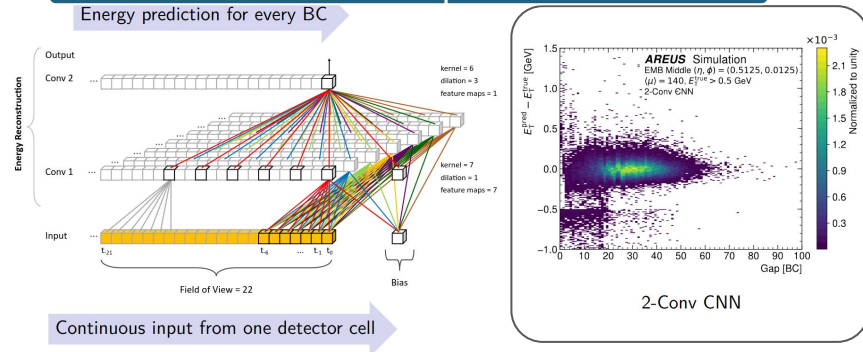 Energy prediction for every BC
Energy Reconstruction
Output
Conv 2
...
kernel = 6
dilation = 3
feature maps = 1
...
...
...
...
...
...
Conv 1
...
kernel = 7
dilation = 1
feature maps = 7
Input
...
t-21
t-6
...
t-1
t0
Field of View = 22
Bias
Continuous input from one detector cell
AREUS Simulation
EMB Middle (η, ϕ) = (0.5125, 0.0125)
⟨μ⟩ = 140, E_T^true > 0.5 GeV
2-Conv CNN
E^pred − E_T^true [GeV]
1.5
1.0
0.5
0.0
−0.5
−1.0
0 10 20 30 40 50 60 70 80 90 100
Gap [BC]
×10⁻³
2.1
1.8
1.5
1.2
0.9
0.6
0.3
Normalized to unity
2-Conv CNN